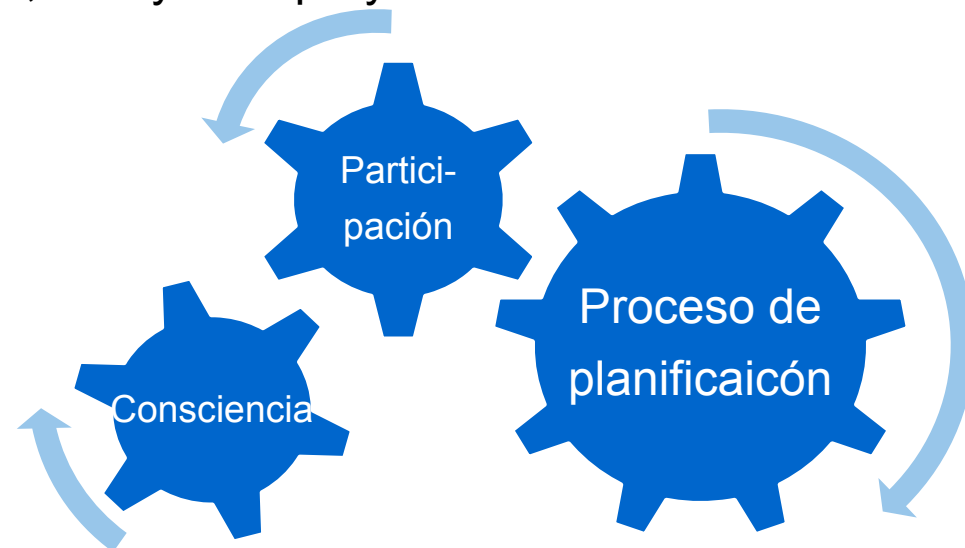 Partici-
pación
Proceso de
planificaicón
Consciencia